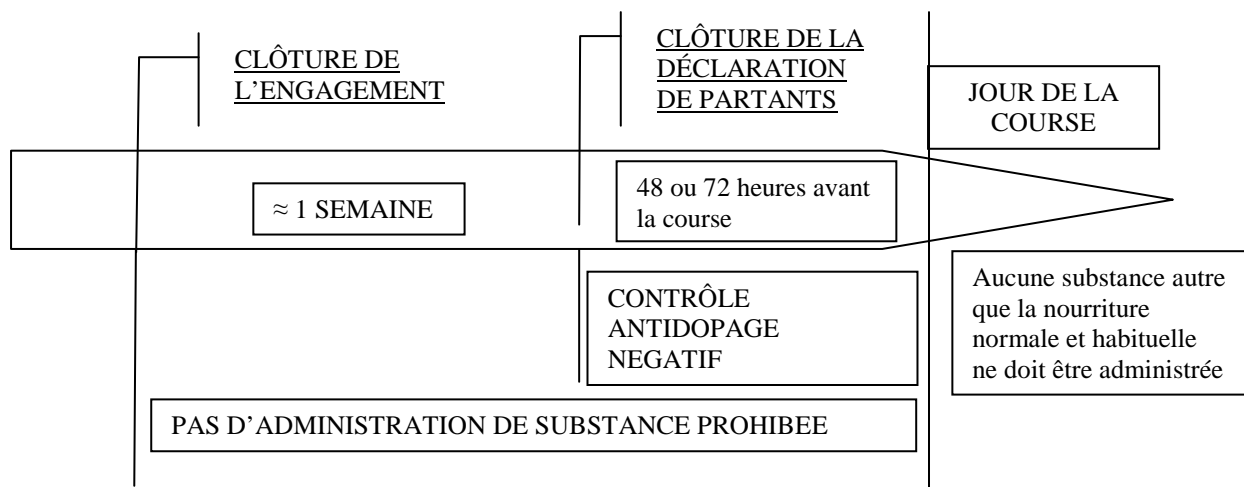 CLÔTURE DE
L’ENGAGEMENT
CLÔTURE DE LA
DÉCLARATION
DE PARTANTS
JOUR DE LA
COURSE
≈ 1 SEMAINE
48 ou 72 heures avant
la course
CONTRÔLE
ANTIDOPAGE
NEGATIF
Aucune substance autre
que la nourriture
normale et habituelle
ne doit être administrée
PAS D’ADMINISTRATION DE SUBSTANCE PROHIBEE